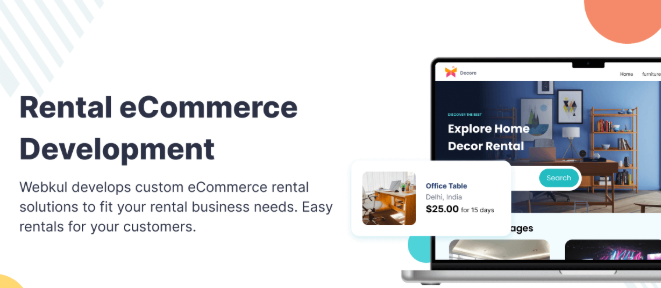 Rental eCommerce
Development
Webkul develops custom eCommerce rental
solutions to fit your rental business needs. Easy
rentals for your customers.
Decore
Home furniture
DISCOVER THE BEST
Explore Home
Decor Rental
Search
Office Table
Delhi, India
$25.00 for 15 days
ages